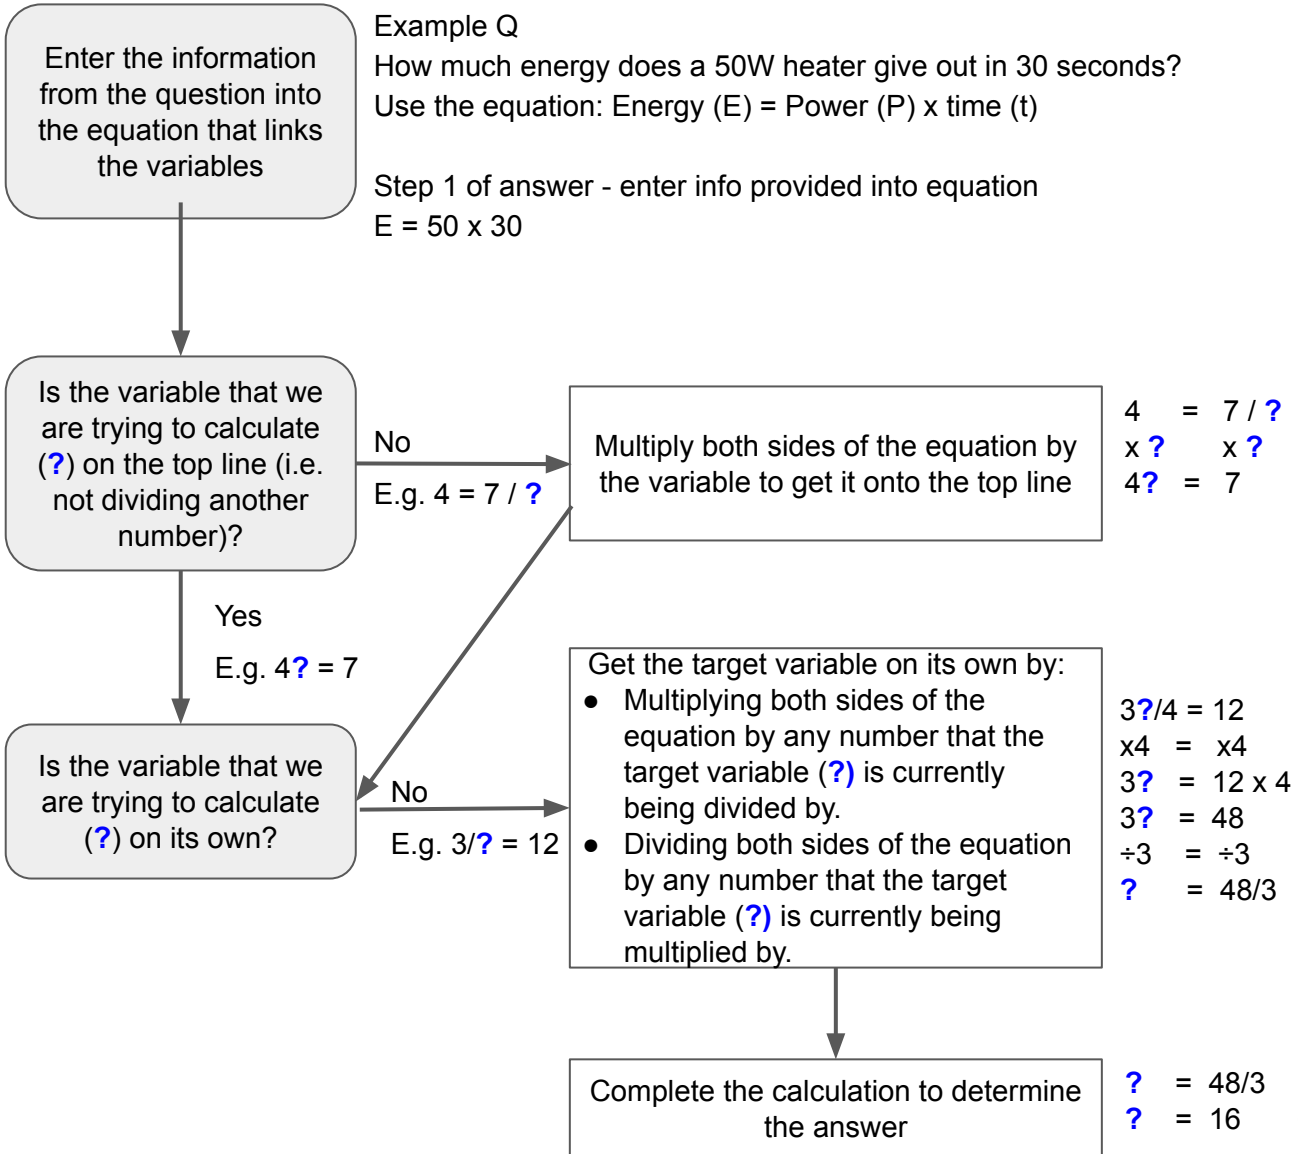 Enter the information
from the question into
the equation that links
the variables
Example Q
How much energy does a 50W heater give out in 30 seconds?
Use the equation: Energy (E) = Power (P) x time (t)
Step 1 of answer - enter info provided into equation
E = 50 x 30
Is the variable that we
are trying to calculate
(?) on the top line (i.e.
not dividing another
number)?
No
E.g. 4 = 7 / ?
Multiply both sides of the equation by
the variable to get it onto the top line
4 = 7 / ?
x ? x ?
4? = 7
Yes
E.g. 4? = 7
Is the variable that we
are trying to calculate
(?) on its own?
No
E.g. 3/? = 12
Get the target variable on its own by:
● Multiplying both sides of the
equation by any number that the
target variable (?) is currently
being divided by.
● Dividing both sides of the equation
by any number that the target
variable (?) is currently being
multiplied by.
3?/4 = 12
x4 = x4
3? = 12 x 4
3? = 48
÷3 = ÷3
? = 48/3
Complete the calculation to determine
the answer
? = 48/3
? = 16